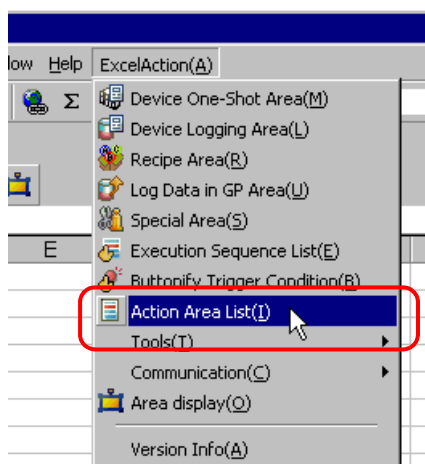 low Help ExcelAction(A)
Σ
Device One-Shot Area(M)
Device Logging Area(L)
Recipe Area(R)
Log Data in GP Area(U)
Special Area(S)
E
Execution Sequence List(E)
Buttonify Trigger Condition(B)
Action Area List(I)
Tools(T)
Communication(C)
Area display(O)
Version Info(A)